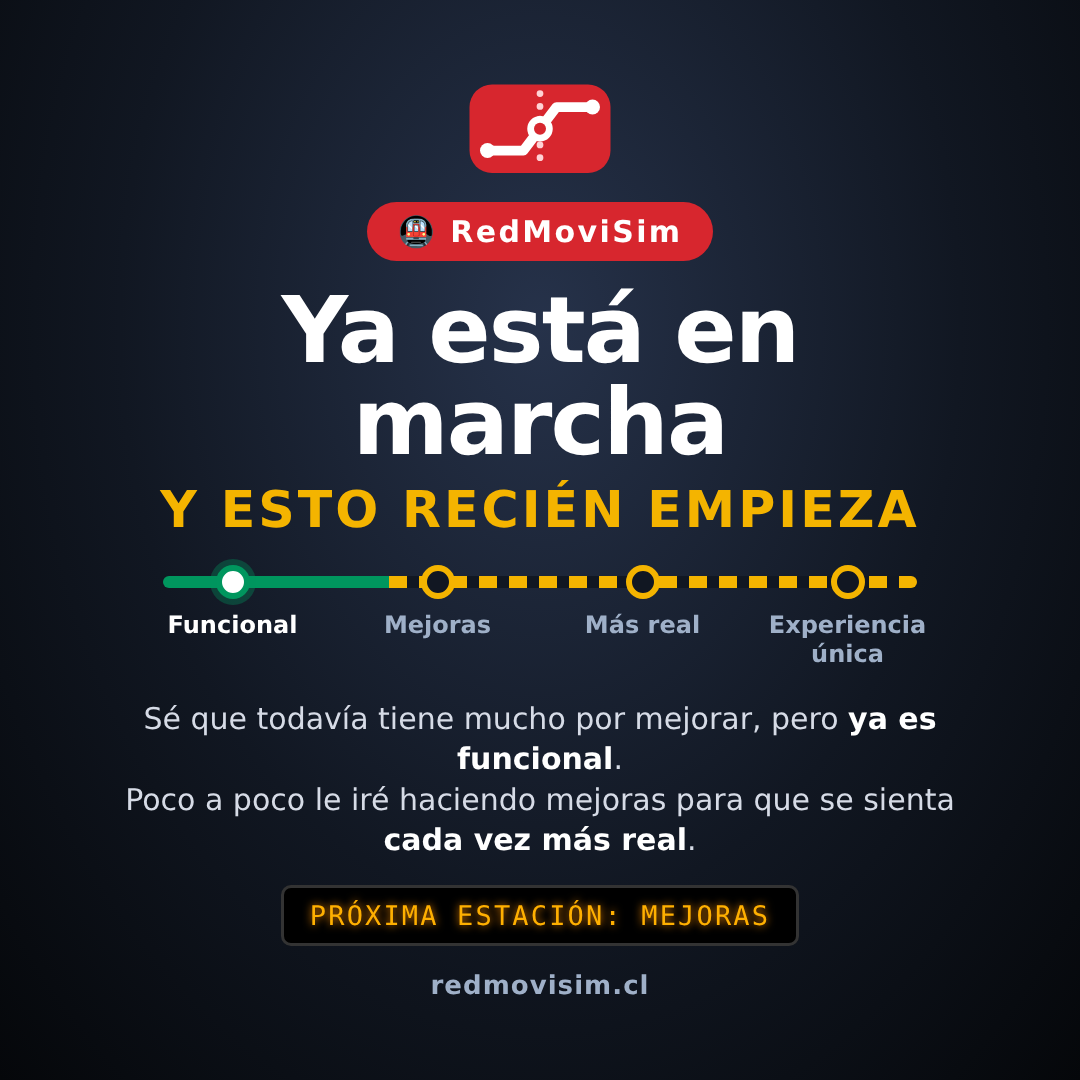 RedMoviSim
Ya está en
marcha
Y ESTO RECIÉN EMPIEZA
Funcional
Mejoras
Más real
Experiencia
única
Sé que todavía tiene mucho por mejorar, pero ya es
funcional.
Poco a poco le iré haciendo mejoras para que se sienta
cada vez más real.
PRÓXIMA ESTACIÓN: MEJORAS
redmovisim.cl